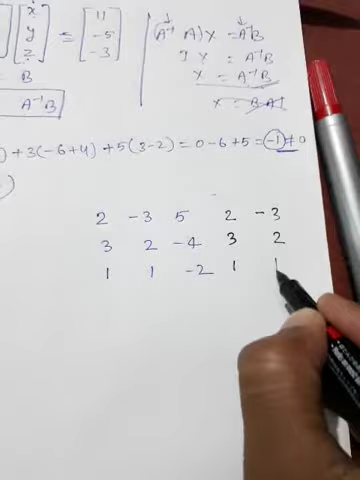 x 11
y = -5
z -3
= B
A⁻¹B
(A⁻¹ A)X = A⁻¹B
I X = A⁻¹B
X = A⁻¹B
X = B A⁻¹
) + 3(-6+4) + 5(3-2) = 0-6+5 = -1 ≠ 0
2 -3 5 2 -3
3 2 -4 3 2
1 1 -2 1 1